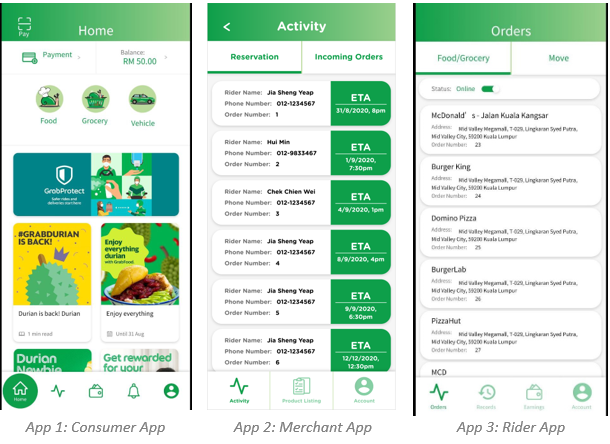 Pay
Home
Payment
Balance:
RM 50.00
Food
Grocery
Vehicle
GrabProtect
Safer rides and
deliveries start here
#GRABDURIAN
IS BACK!
Durian is back! Durian
1 min read
Enjoy
everything
durian
with GrabFood.
Enjoy everything
Until 31 Aug
Durian
Newbie
Get rewarded
for your
Home
App 1: Consumer App
Activity
Reservation
Incoming Orders
Rider Name: Jia Sheng Yeap
Phone Number: 012-1234567
Order Number: 1
ETA
31/8/2020, 8pm
Rider Name: Hui Min
Phone Number: 012-9833467
Order Number: 2
ETA
1/9/2020,
7:30pm
Rider Name: Chek Chien Wei
Phone Number: 012-1234567
Order Number: 3
ETA
4/9/2020, 1pm
Rider Name: Jia Sheng Yeap
Phone Number: 012-1234567
Order Number: 4
ETA
8/9/2020, 4pm
Rider Name: Jia Sheng Yeap
Phone Number: 012-1234567
Order Number: 5
ETA
9/9/2020,
6:30pm
Rider Name: Jia Sheng Yeap
Phone Number: 012-1234567
Order Number: 6
ETA
12/12/2020,
12:30pm
Activity
Product Listing
Account
App 2: Merchant App
Orders
Food/Grocery
Move
Status: Online
McDonald's - Jalan Kuala Kangsar
Address: Mid Valley Megamall, T-029, Lingkaran Syed Putra,
Mid Valley City, 59200 Kuala Lumpur
Order Number: 23
Burger King
Address: Mid Valley Megamall, T-029, Lingkaran Syed Putra,
Mid Valley City, 59200 Kuala Lumpur
Order Number: 24
Domino Pizza
Address: Mid Valley Megamall, T-029, Lingkaran Syed Putra,
Mid Valley City, 59200 Kuala Lumpur
Order Number: 25
BurgerLab
Address: Mid Valley Megamall, T-029, Lingkaran Syed Putra,
Mid Valley City, 59200 Kuala Lumpur
Order Number: 26
PizzaHut
Address: Mid Valley Megamall, T-029, Lingkaran Syed Putra,
Mid Valley City, 59200 Kuala Lumpur
Order Number: 27
MCD
Orders
Records
Earnings
Account
App 3: Rider App